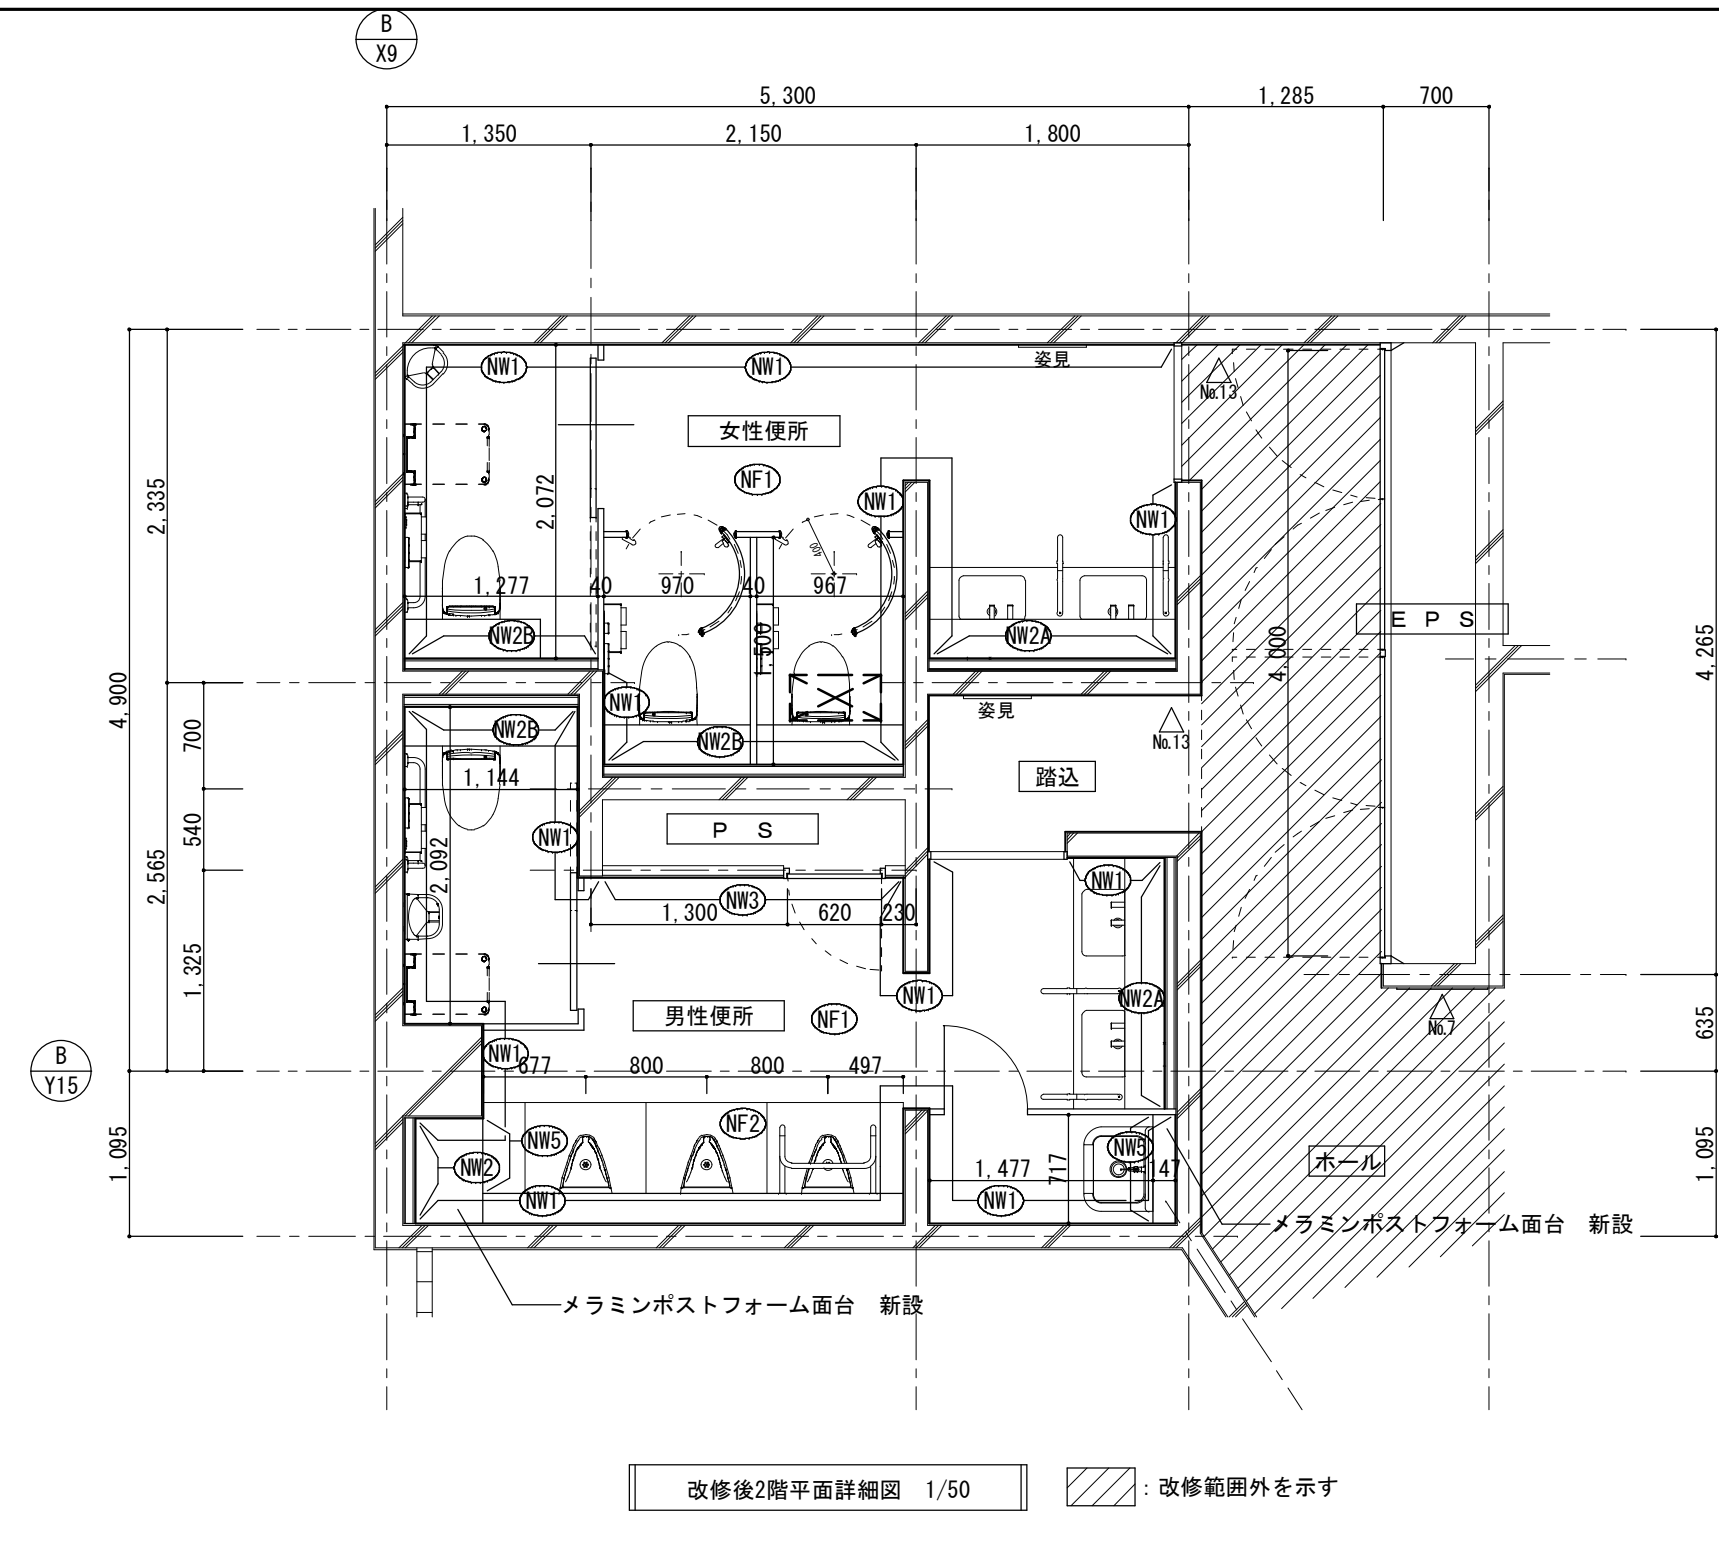 B
X9
5,300
1,285
700
1,350
2,150
1,800
NW1
NW1
姿見
No.13
女性便所
NF1
NW1
NW1
2,335
2,072
400
1,277
40
970
40
967
1,500
NW2B
NW2A
4,000
E P S
4,265
4,900
NW1
NW2B
NW2B
姿見
No.13
700
1,144
踏込
540
P S
NW1
2,565
2,092
NW3
NW1
1,300
620
230
1,325
NW1
NW2A
男性便所
NF1
No.7
635
B
Y15
NW1
677
800
800
497
1,095
NF2
NW5
NW2
NW1
1,477
717
NW5
147
NW1
ホール
1,095
メラミンポストフォーム面台 新設
メラミンポストフォーム面台 新設
改修後2階平面詳細図 1/50
: 改修範囲外を示す